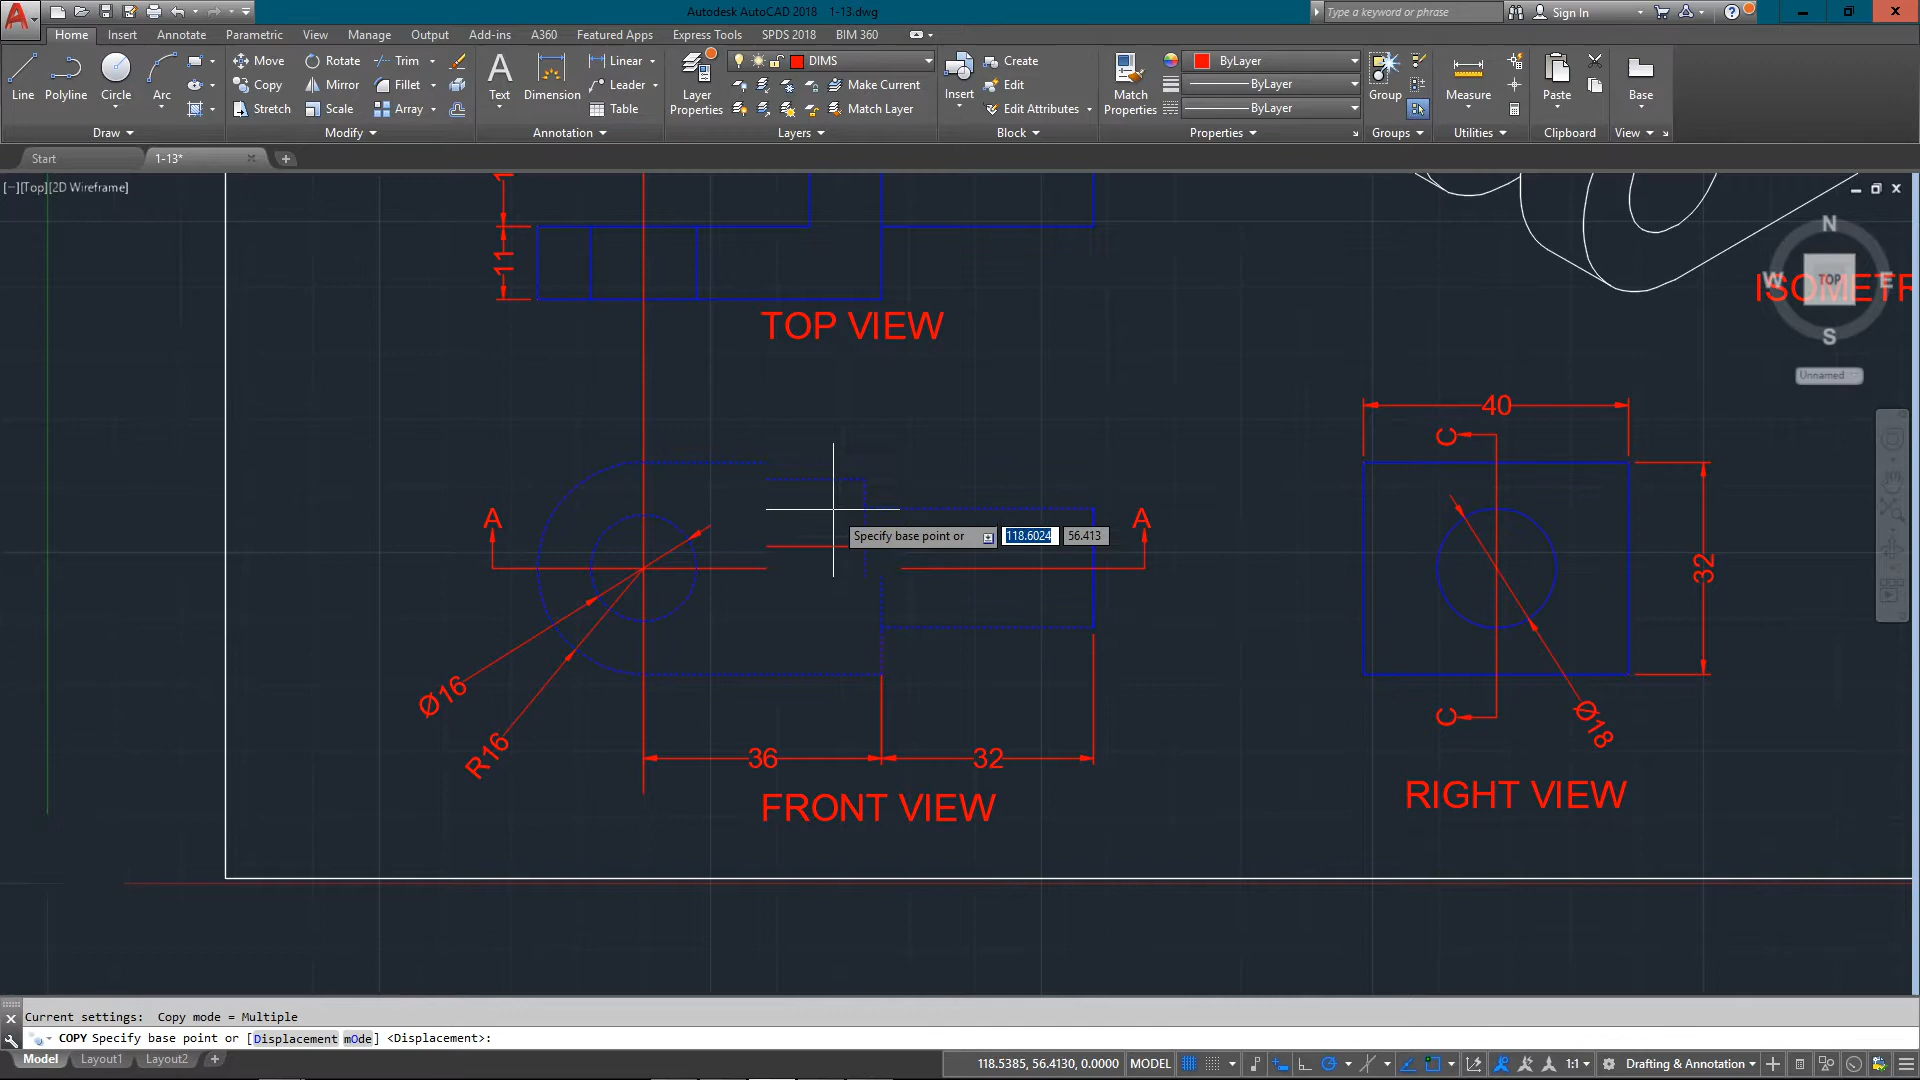 Autodesk AutoCAD 2018 1-13.dwg
Type a keyword or phrase
Sign In
Home Insert Annotate Parametric View Manage Output Add-ins A360 Featured Apps Express Tools SPDS 2018 BIM 360
Line Polyline Circle Arc
Draw
Move Rotate Trim
Copy Mirror Fillet
Stretch Scale Array
Modify
Text Dimension
Linear
Leader
Table
Annotation
Layer Properties
DIMS
Make Current
Match Layer
Layers
Insert
Create
Edit
Edit Attributes
Block
Match Properties
ByLayer
ByLayer
ByLayer
Properties
Group
Groups
Measure
Utilities
Paste
Clipboard
Base
View
Start 1-13*
[−][Top][2D Wireframe]
N
W TOP E
S
Unnamed
ISOMETR
1
11
TOP VIEW
40
C
A A
Specify base point or 118.6024 56.413
32
Ø16
R16
C
Ø18
36 32
FRONT VIEW
RIGHT VIEW
Current settings: Copy mode = Multiple
COPY Specify base point or [Displacement mOde] <Displacement>:
Model Layout1 Layout2
118.5385, 56.4130, 0.0000 MODEL 1:1 Drafting & Annotation